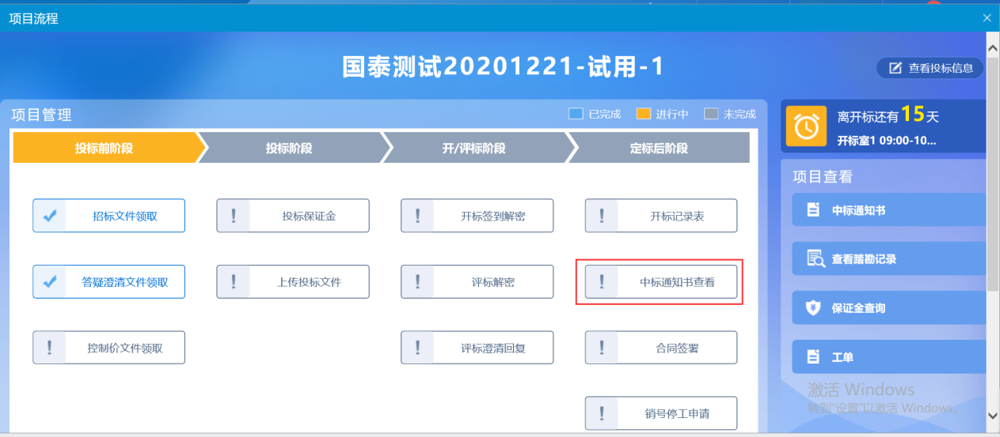 项目流程
国泰测试20201221-试用-1
查看投标信息
项目管理
已完成 进行中 未完成
投标前阶段 投标阶段 开/评标阶段 定标后阶段
招标文件领取 投标保证金 开标签到解密 开标记录表
答疑澄清文件领取 上传投标文件 评标解密 中标通知书查看
控制价文件领取 评标澄清回复 合同签署
销号停工申请
离开标还有15天
开标室1 09:00-10...
项目查看
中标通知书
查看踏勘记录
保证金查询
工单
激活 Windows
转到"设置"以激活 Windows。